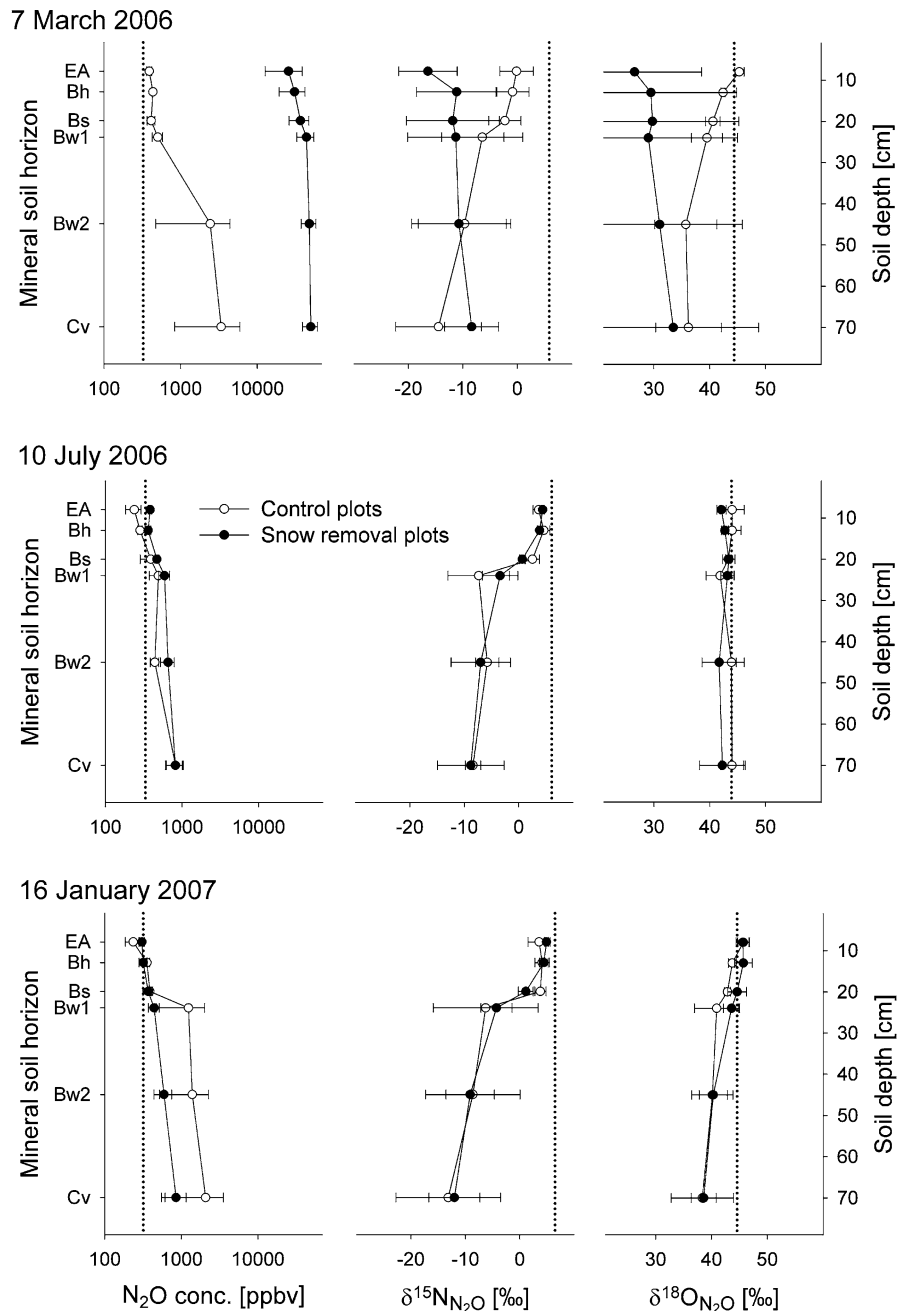 7 March 2006
Mineral soil horizon
EA
Bh
Bs
Bw1
Bw2
Cv
10
20
30
40
50
60
70
Soil depth [cm]
100 1000 10000 -20 -10 0 30 40 50
10 July 2006
Control plots
Snow removal plots
Mineral soil horizon
EA
Bh
Bs
Bw1
Bw2
Cv
10
20
30
40
50
60
70
Soil depth [cm]
100 1000 10000 -20 -10 0 30 40 50
16 January 2007
Mineral soil horizon
EA
Bh
Bs
Bw1
Bw2
Cv
10
20
30
40
50
60
70
Soil depth [cm]
100 1000 10000 -20 -10 0 30 40 50
N₂O conc. [ppbv] δ¹⁵N_N₂O [‰] δ¹⁸O_N₂O [‰]